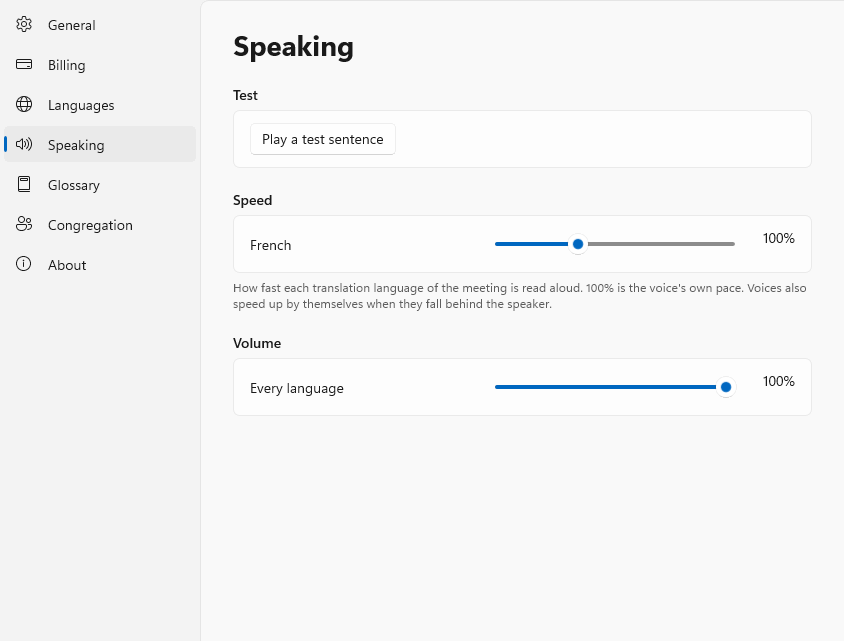 General
Billing
Languages
Speaking
Glossary
Congregation
About
Speaking
Test
Play a test sentence
Speed
French
100%
How fast each translation language of the meeting is read aloud. 100% is the voice's own pace. Voices also
speed up by themselves when they fall behind the speaker.
Volume
Every language
100%